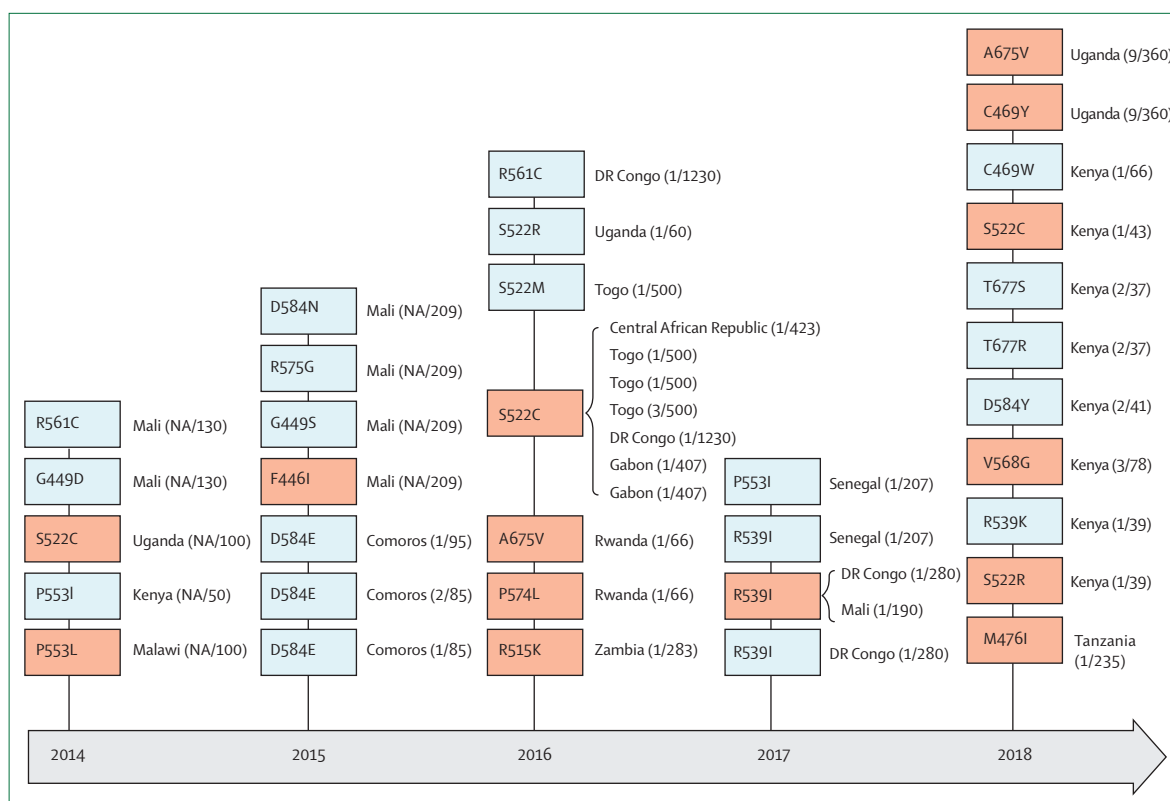 R561C Mali (NA/130)
G449D Mali (NA/130)
S522C Uganda (NA/100)
P553I Kenya (NA/50)
P553L Malawi (NA/100)
2014
D584N Mali (NA/209)
R575G Mali (NA/209)
G449S Mali (NA/209)
F446I Mali (NA/209)
D584E Comoros (1/95)
D584E Comoros (2/85)
D584E Comoros (1/85)
2015
R561C DR Congo (1/1230)
S522R Uganda (1/60)
S522M Togo (1/500)
S522C
Central African Republic (1/423)
Togo (1/500)
Togo (1/500)
Togo (3/500)
DR Congo (1/1230)
Gabon (1/407)
Gabon (1/407)
A675V Rwanda (1/66)
P574L Rwanda (1/66)
R515K Zambia (1/283)
2016
P553I Senegal (1/207)
R539I Senegal (1/207)
R539I
DR Congo (1/280)
Mali (1/190)
R539I DR Congo (1/280)
2017
A675V Uganda (9/360)
C469Y Uganda (9/360)
C469W Kenya (1/66)
S522C Kenya (1/43)
T677S Kenya (2/37)
T677R Kenya (2/37)
D584Y Kenya (2/41)
V568G Kenya (3/78)
R539K Kenya (1/39)
S522R Kenya (1/39)
M476I Tanzania
(1/235)
2018